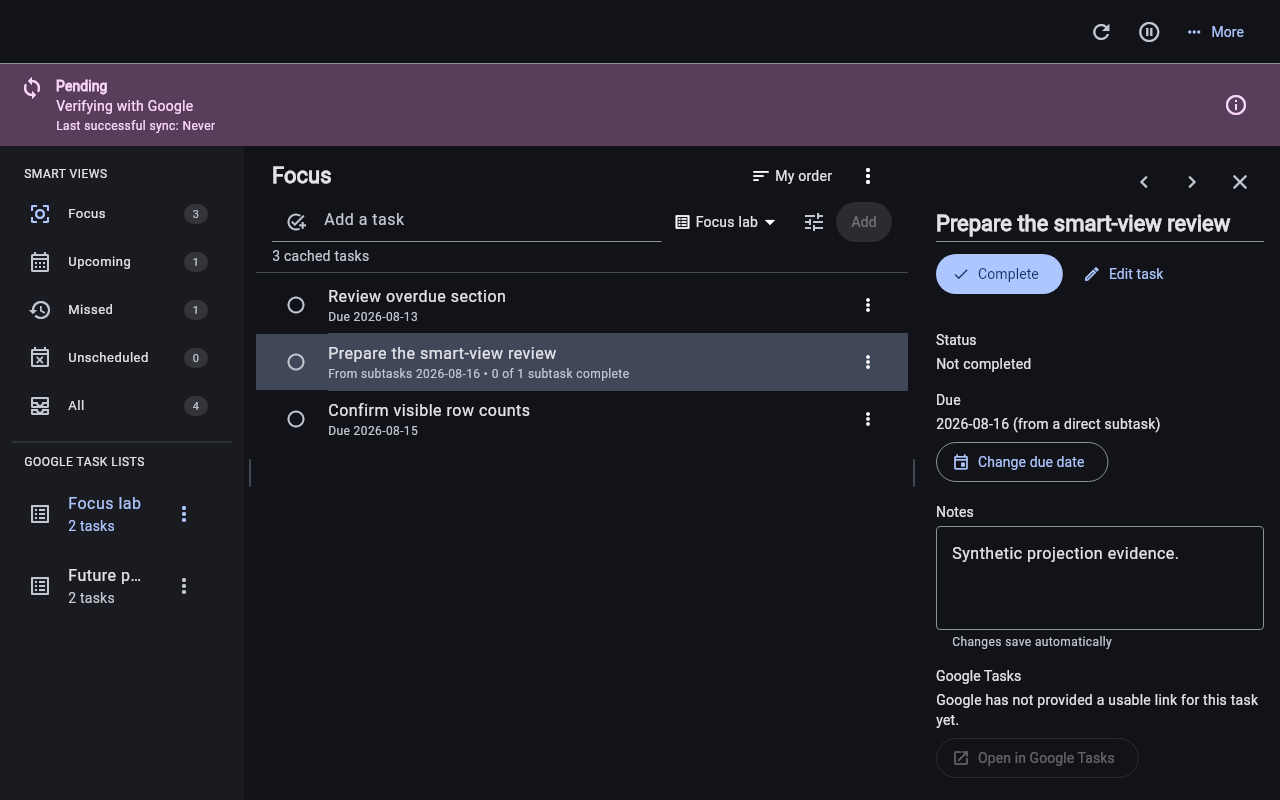 More
Pending
Verifying with Google
Last successful sync: Never
SMART VIEWS
Focus 3
Upcoming 1
Missed 1
Unscheduled 0
All 4
GOOGLE TASK LISTS
Focus lab
2 tasks
Future p…
2 tasks
Focus
My order
Add a task
Focus lab
Add
3 cached tasks
Review overdue section
Due 2026-08-13
Prepare the smart-view review
From subtasks 2026-08-16 • 0 of 1 subtask complete
Confirm visible row counts
Due 2026-08-15
Prepare the smart-view review
Complete
Edit task
Status
Not completed
Due
2026-08-16 (from a direct subtask)
Change due date
Notes
Synthetic projection evidence.
Changes save automatically
Google Tasks
Google has not provided a usable link for this task
yet.
Open in Google Tasks